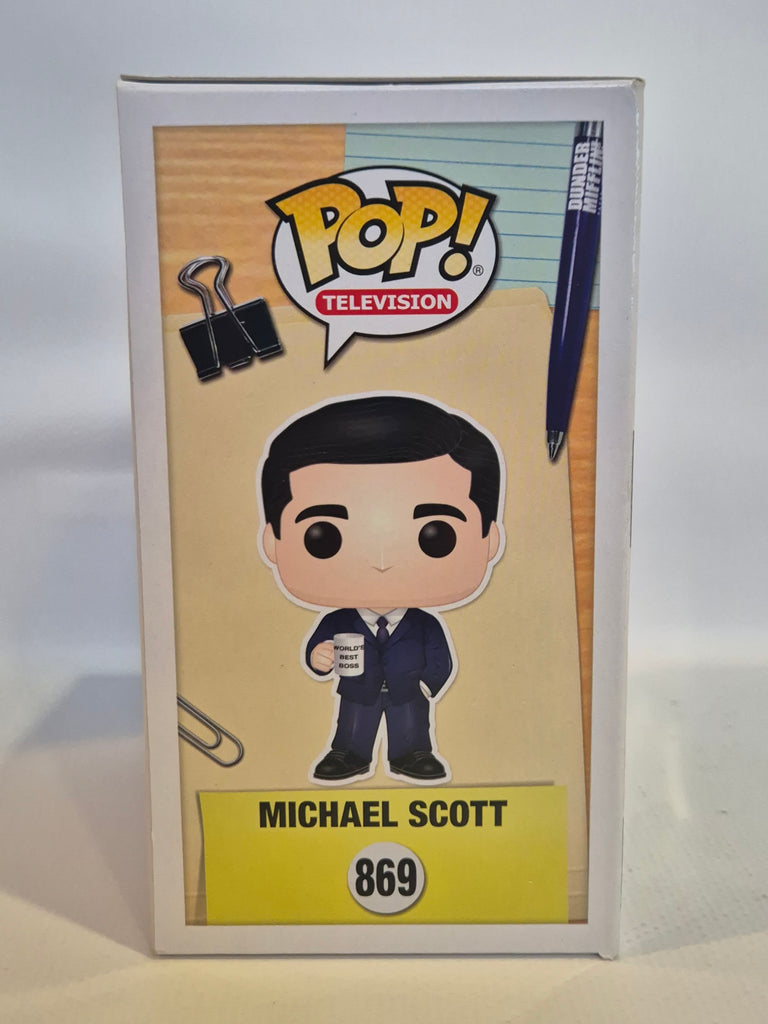 DUNDER
MIFFLIN
POP!®
TELEVISION
WORLD'S
BEST
BOSS
MICHAEL SCOTT
869